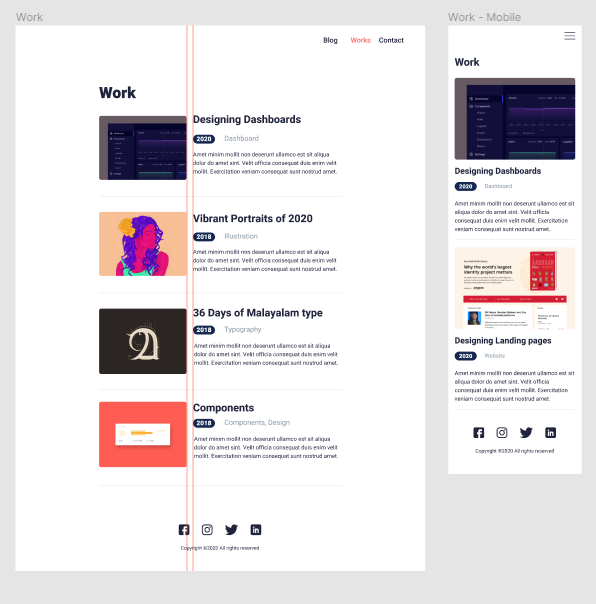 Work
Blog Works Contact
Work
Designing Dashboards
2020 Dashboard
Amet minim mollit non deserunt ullamco est sit aliqua
dolor do amet sint. Velit officia consequat duis enim velit
mollit. Exercitation veniam consequat sunt nostrud amet.
Vibrant Portraits of 2020
2018 Illustration
Amet minim mollit non deserunt ullamco est sit aliqua
dolor do amet sint. Velit officia consequat duis enim velit
mollit. Exercitation veniam consequat sunt nostrud amet.
36 Days of Malayalam type
2018 Typography
Amet minim mollit non deserunt ullamco est sit aliqua
dolor do amet sint. Velit officia consequat duis enim velit
mollit. Exercitation veniam consequat sunt nostrud amet.
Components
2018 Components, Design
Amet minim mollit non deserunt ullamco est sit aliqua
dolor do amet sint. Velit officia consequat duis enim velit
mollit. Exercitation veniam consequat sunt nostrud amet.
Copyright ©2020 All rights reserved
Work - Mobile
Work
Dashboard
Components
Settings
Designing Dashboards
2020 Dashboard
Amet minim mollit non deserunt ullamco est sit
aliqua dolor do amet sint. Velit officia
consequat duis enim velit mollit. Exercitation
veniam consequat sunt nostrud amet.
Why the world's largest
identity project matters
Designing Landing pages
2020 Website
Amet minim mollit non deserunt ullamco est sit
aliqua dolor do amet sint. Velit officia
consequat duis enim velit mollit. Exercitation
veniam consequat sunt nostrud amet.
Copyright ©2020 All rights reserved